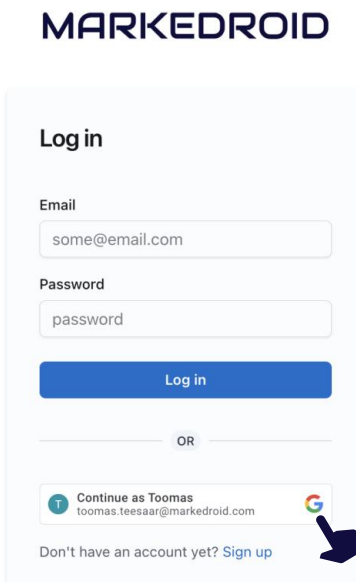 MARKEDROID
Log in
Email
some@email.com
Password
password
Log in
OR
T
Continue as Toomas
toomas.teesaar@markedroid.com
G
Don't have an account yet? Sign up